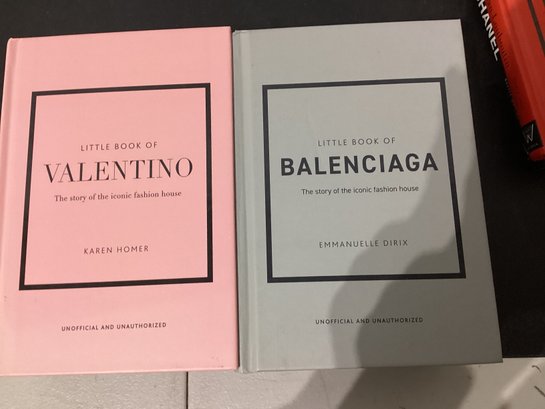 LITTLE BOOK OF
VALENTINO
The story of the iconic fashion house
KAREN HOMER
UNOFFICIAL AND UNAUTHORIZED
LITTLE BOOK OF
BALENCIAGA
The story of the iconic fashion house
EMMANUELLE DIRIX
UNOFFICIAL AND UNAUTHORIZED
CHANEL